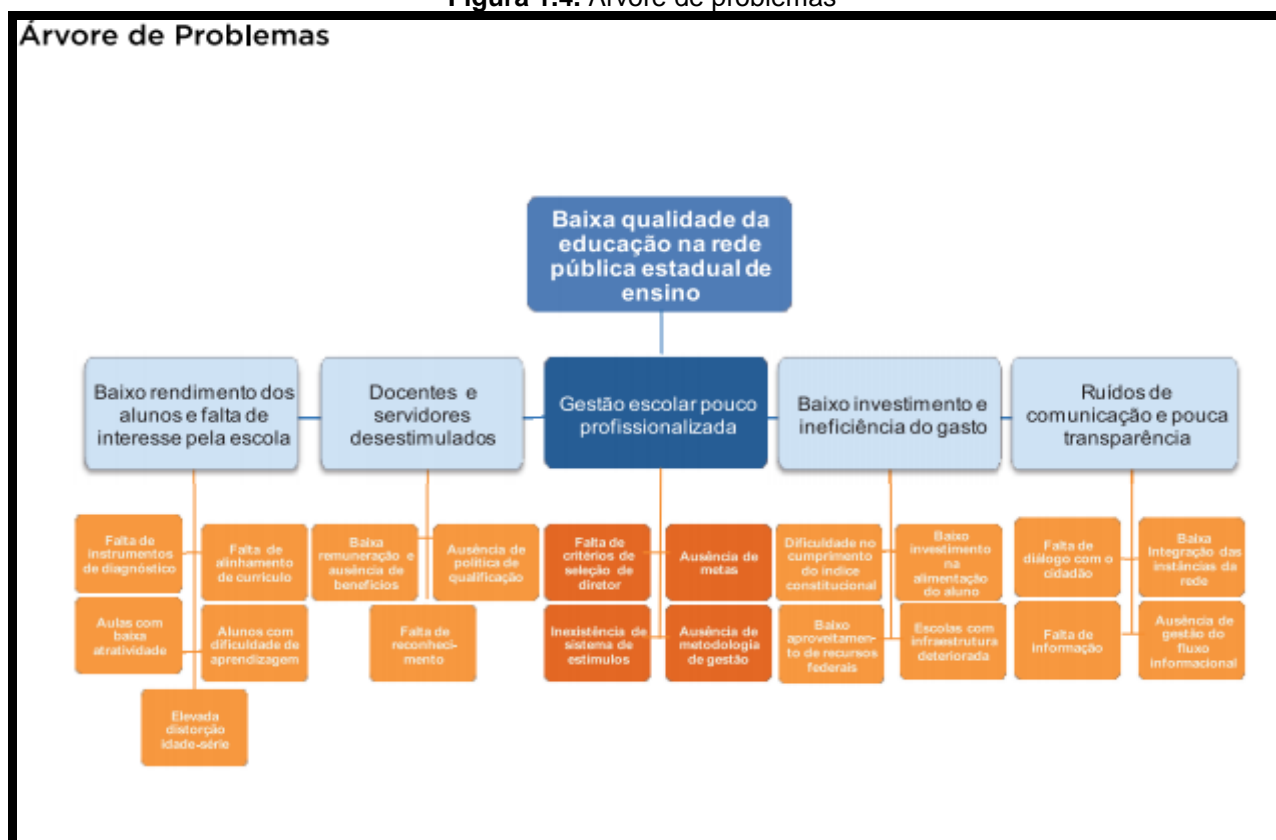 Figura 1.4. Árvore de problemas
Árvore de Problemas
Baixa qualidade da
educação na rede
pública estadual de
ensino
Baixo rendimento dos
alunos e falta de
interesse pela escola
Docentes e
servidores
desestimulados
Gestão escolar pouco
profissionalizada
Baixo investimento e
ineficiência do gasto
Ruídos de
comunicação e pouca
transparência
Falta de
instrumentos
de diagnóstico
Falta de
alinhamento
de currículo
Aulas com
baixa
atratividade
Alunos com
dificuldade de
aprendizagem
Elevada
distorção
idade-série
Baixa
remuneração e
ausência de
benefícios
Ausência de
política de
qualificação
Falta de
reconheci-
mento
Falta de
critérios de
seleção de
diretor
Ausência de
metas
Inexistência de
sistema de
estímulos
Ausência de
metodologia
de gestão
Dificuldade no
cumprimento
do índice
constitucional
Baixo
investimento
na
alimentação
do aluno
Baixo
aproveitamen-
to de recursos
federais
Escolas com
infraestrutura
deteriorada
Falta de
diálogo com o
cidadão
Baixa
Integração das
instâncias da
rede
Falta de
informação
Ausência de
gestão do
fluxo
informacional